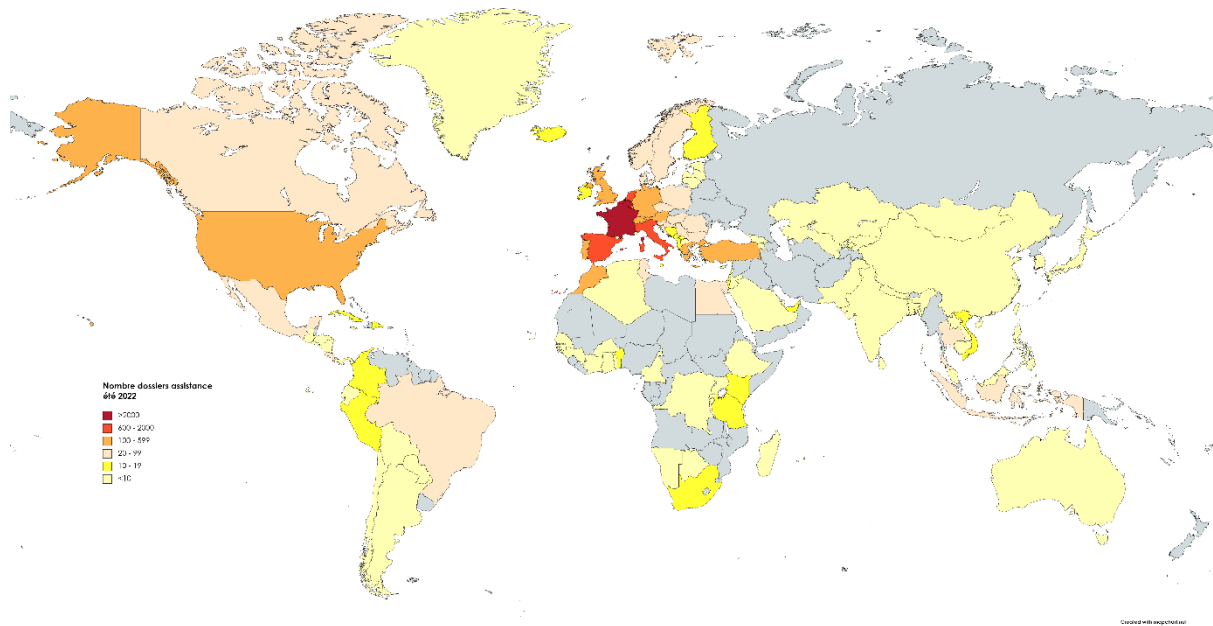 Nombre dossiers assistance
été 2022
>2000
600 - 2000
100 - 599
20 - 99
10 - 19
<10
Created with mapchart.net